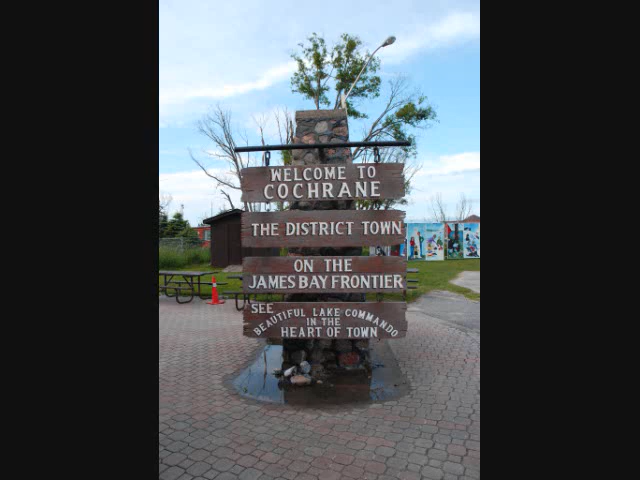 WELCOME TO
COCHRANE
THE DISTRICT TOWN
ON THE
JAMES BAY FRONTIER
SEE
BEAUTIFUL LAKE COMMANDO
IN THE
HEART OF TOWN